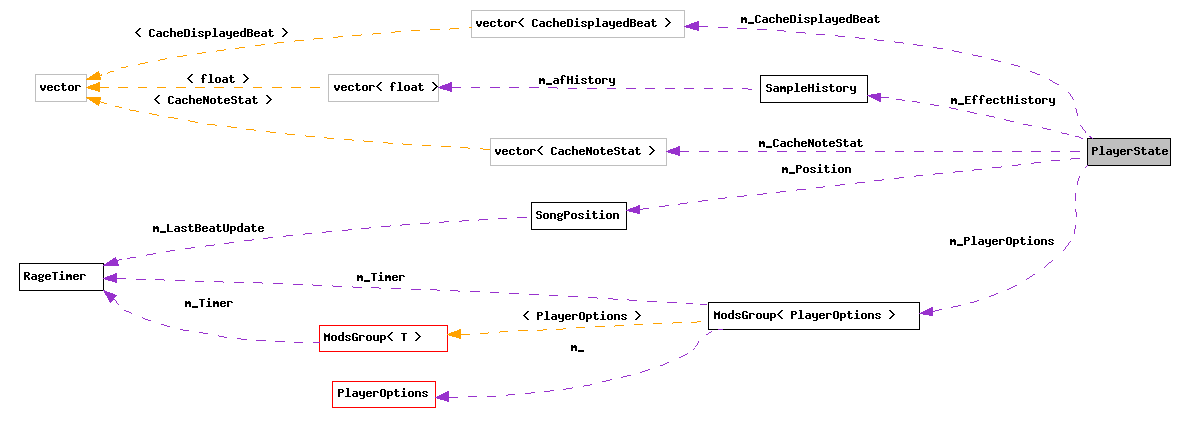 m_CacheDisplayedBeat
vector< CacheDisplayedBeat >
< CacheDisplayedBeat >
< float >
m_afHistory
vector
vector< float >
SampleHistory
< CacheNoteStat >
m_EffectHistory
m_CacheNoteStat
vector< CacheNoteStat >
PlayerState
m_Position
SongPosition
m_LastBeatUpdate
m_PlayerOptions
RageTimer
m_Timer
m_Timer
< PlayerOptions >
ModsGroup< PlayerOptions >
ModsGroup< T >
m_
PlayerOptions